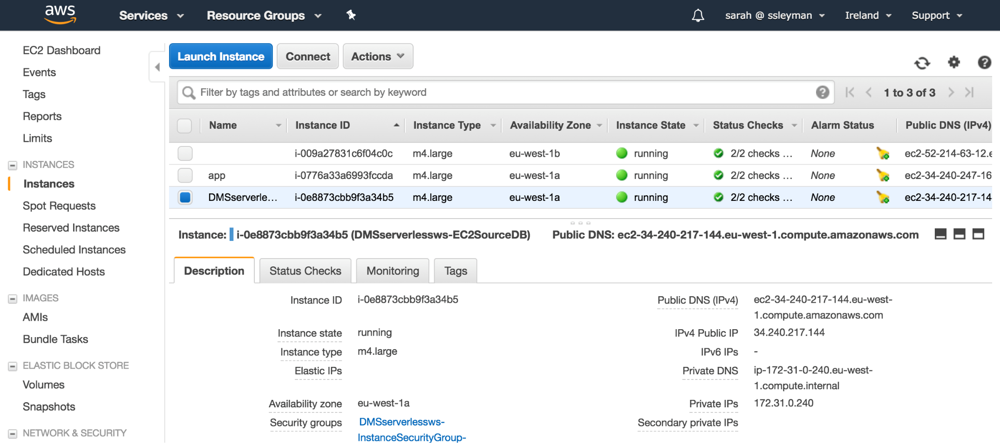 aws Services Resource Groups sarah @ ssleyman Ireland Support
EC2 Dashboard
Events
Tags
Reports
Limits
INSTANCES
Instances
Spot Requests
Reserved Instances
Scheduled Instances
Dedicated Hosts
IMAGES
AMIs
Bundle Tasks
ELASTIC BLOCK STORE
Volumes
Snapshots
NETWORK & SECURITY
Launch Instance Connect Actions
Filter by tags and attributes or search by keyword 1 to 3 of 3
Name Instance ID Instance Type Availability Zone Instance State Status Checks Alarm Status Public DNS (IPv4)
i-009a27831c6f04c0c m4.large eu-west-1b running 2/2 checks ... None ec2-52-214-63-12.e
app i-0776a33a6993fccda m4.large eu-west-1a running 2/2 checks ... None ec2-34-240-247-16
DMSserverle... i-0e8873cbb9f3a34b5 m4.large eu-west-1a running 2/2 checks ... None ec2-34-240-217-14
Instance: i-0e8873cbb9f3a34b5 (DMSserverlessws-EC2SourceDB) Public DNS: ec2-34-240-217-144.eu-west-1.compute.amazonaws.com
Description Status Checks Monitoring Tags
Instance ID i-0e8873cbb9f3a34b5
Instance state running
Instance type m4.large
Elastic IPs
Availability zone eu-west-1a
Security groups DMSserverlessws-
InstanceSecurityGroup-
Public DNS (IPv4) ec2-34-240-217-144.eu-west-
1.compute.amazonaws.com
IPv4 Public IP 34.240.217.144
IPv6 IPs -
Private DNS ip-172-31-0-240.eu-west-
1.compute.internal
Private IPs 172.31.0.240
Secondary private IPs